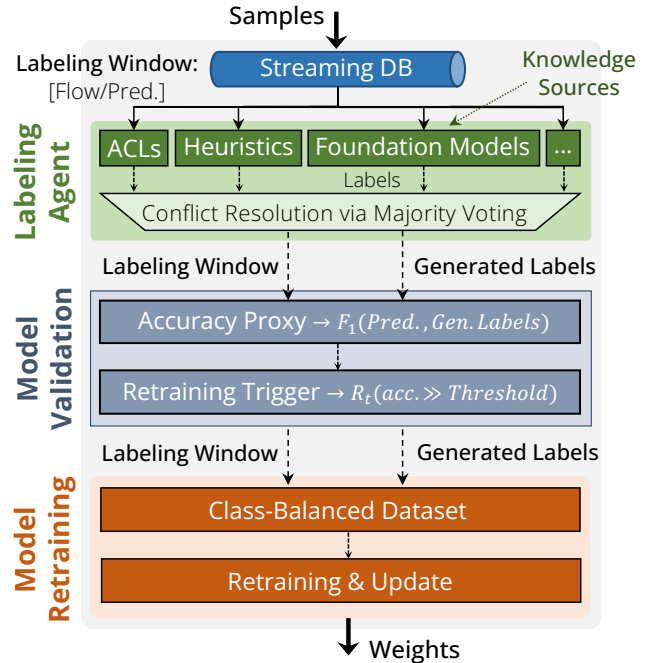 Samples
Labeling Window:
[Flow/Pred.]
Streaming DB
Knowledge
Sources
Labeling
Agent
ACLs
Heuristics
Foundation Models
...
Labels
Conflict Resolution via Majority Voting
Labeling Window
Generated Labels
Model
Validation
Accuracy Proxy → F₁(Pred., Gen. Labels)
Retraining Trigger → Rₜ(acc. ≫ Threshold)
Labeling Window
Generated Labels
Model
Retraining
Class-Balanced Dataset
Retraining & Update
Weights